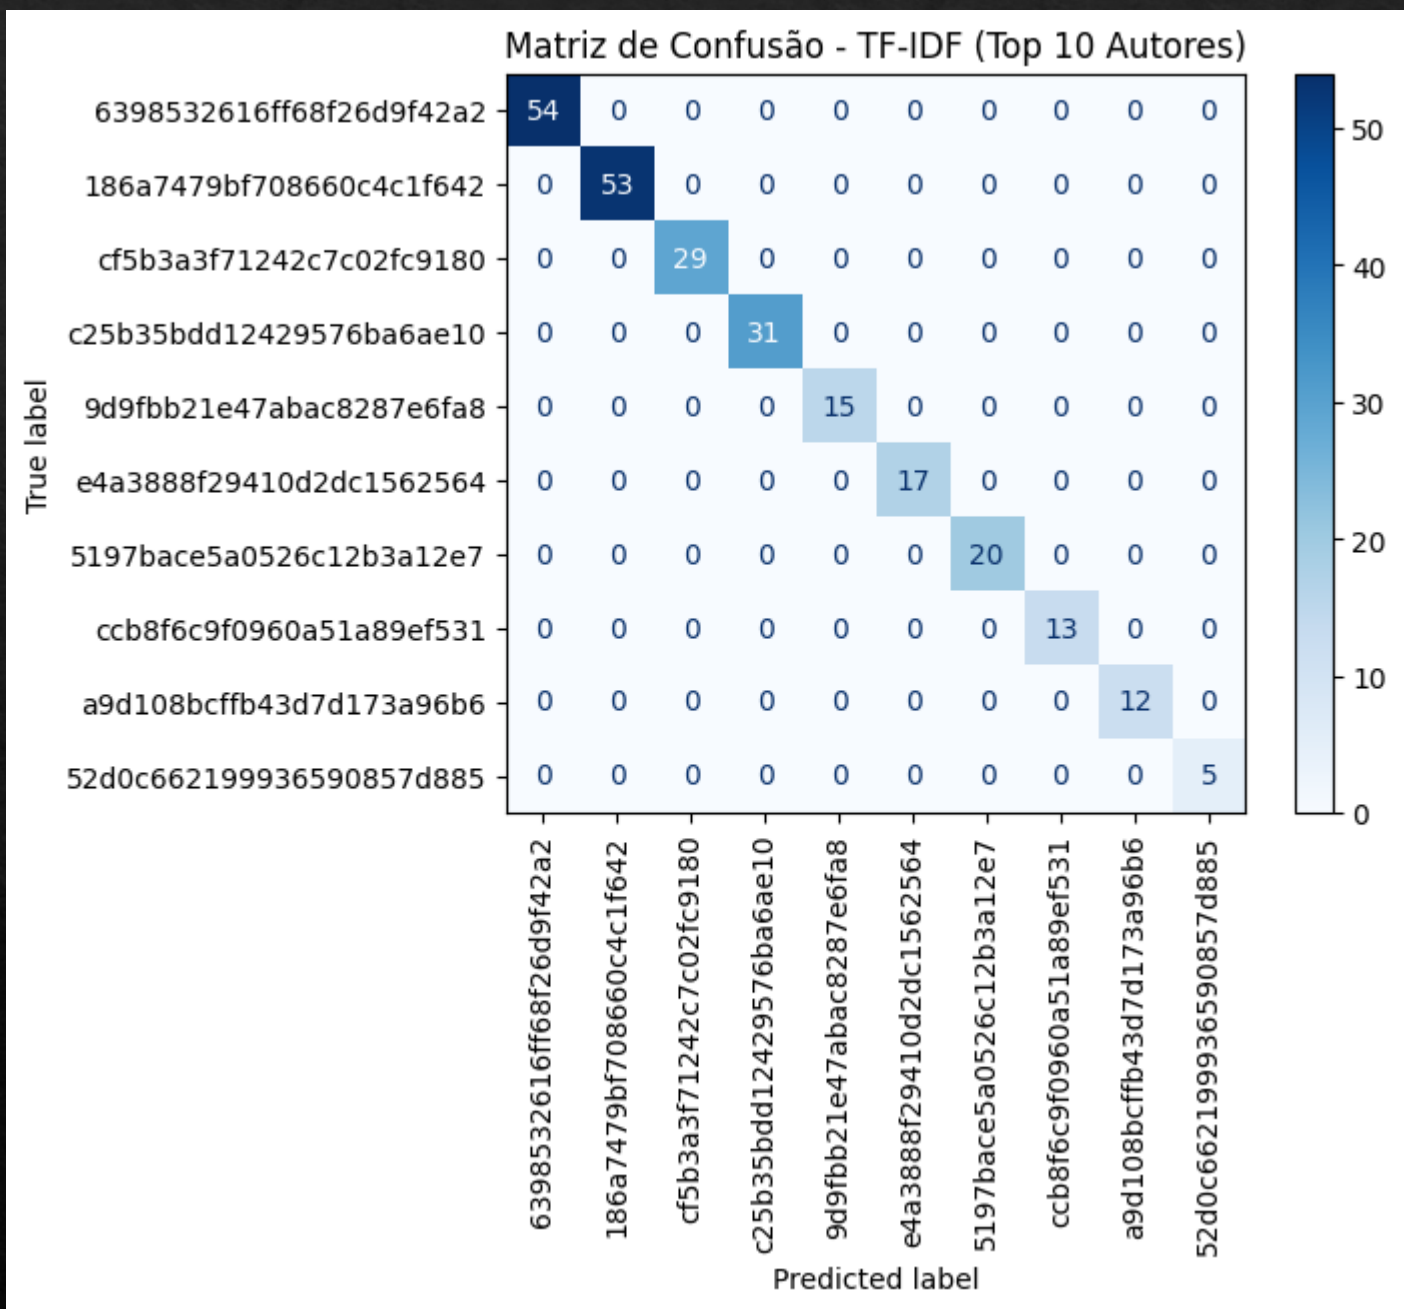 Matriz de Confusão - TF-IDF (Top 10 Autores)
True label
6398532616ff68f26d9f42a2 54 0 0 0 0 0 0 0 0 0
186a7479bf708660c4c1f642 0 53 0 0 0 0 0 0 0 0
cf5b3a3f71242c7c02fc9180 0 0 29 0 0 0 0 0 0 0
c25b35bdd12429576ba6ae10 0 0 0 31 0 0 0 0 0 0
9d9fbb21e47abac8287e6fa8 0 0 0 0 15 0 0 0 0 0
e4a3888f29410d2dc1562564 0 0 0 0 0 17 0 0 0 0
5197bace5a0526c12b3a12e7 0 0 0 0 0 0 20 0 0 0
ccb8f6c9f0960a51a89ef531 0 0 0 0 0 0 0 13 0 0
a9d108bcffb43d7d173a96b6 0 0 0 0 0 0 0 0 12 0
52d0c662199936590857d885 0 0 0 0 0 0 0 0 0 5
6398532616ff68f26d9f42a2
186a7479bf708660c4c1f642
cf5b3a3f71242c7c02fc9180
c25b35bdd12429576ba6ae10
9d9fbb21e47abac8287e6fa8
e4a3888f29410d2dc1562564
5197bace5a0526c12b3a12e7
ccb8f6c9f0960a51a89ef531
a9d108bcffb43d7d173a96b6
52d0c662199936590857d885
Predicted label
50
40
30
20
10
0